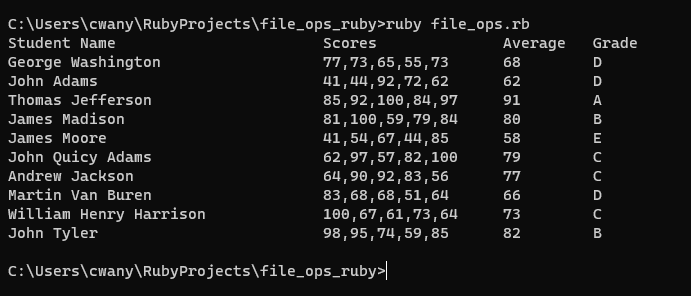 C:\Users\cwany\RubyProjects\file_ops_ruby>ruby file_ops.rb
Student Name Scores Average Grade
George Washington 77,73,65,55,73 68 D
John Adams 41,44,92,72,62 62 D
Thomas Jefferson 85,92,100,84,97 91 A
James Madison 81,100,59,79,84 80 B
James Moore 41,54,67,44,85 58 E
John Quicy Adams 62,97,57,82,100 79 C
Andrew Jackson 64,90,92,83,56 77 C
Martin Van Buren 83,68,68,51,64 66 D
William Henry Harrison 100,67,61,73,64 73 C
John Tyler 98,95,74,59,85 82 B
C:\Users\cwany\RubyProjects\file_ops_ruby>